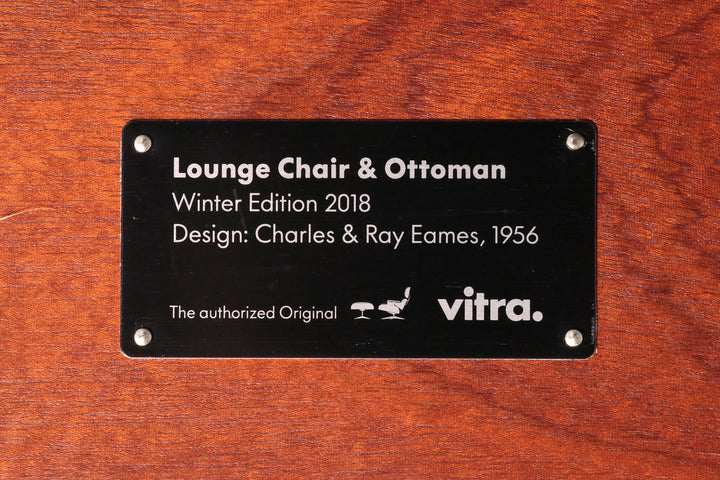 Lounge Chair & Ottoman
Winter Edition 2018
Design: Charles & Ray Eames, 1956
The authorized Original vitra.